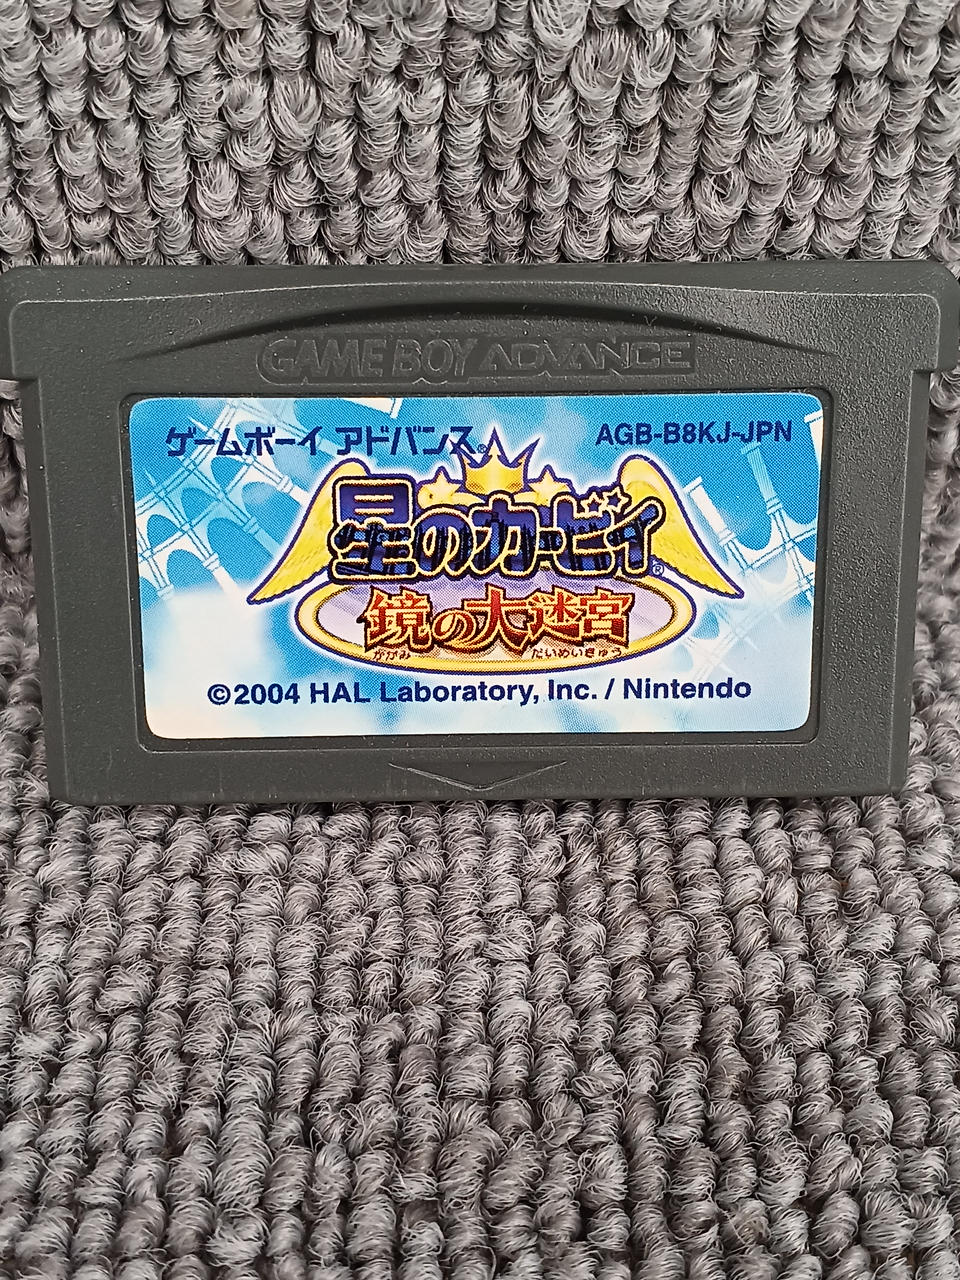 GAME BOY ADVANCE
ゲームボーイ アドバンス®
AGB-B8KJ-JPN
星のカービィ®
鏡の大迷宮
かがみ だいめいきゅう
©2004 HAL Laboratory, Inc. / Nintendo